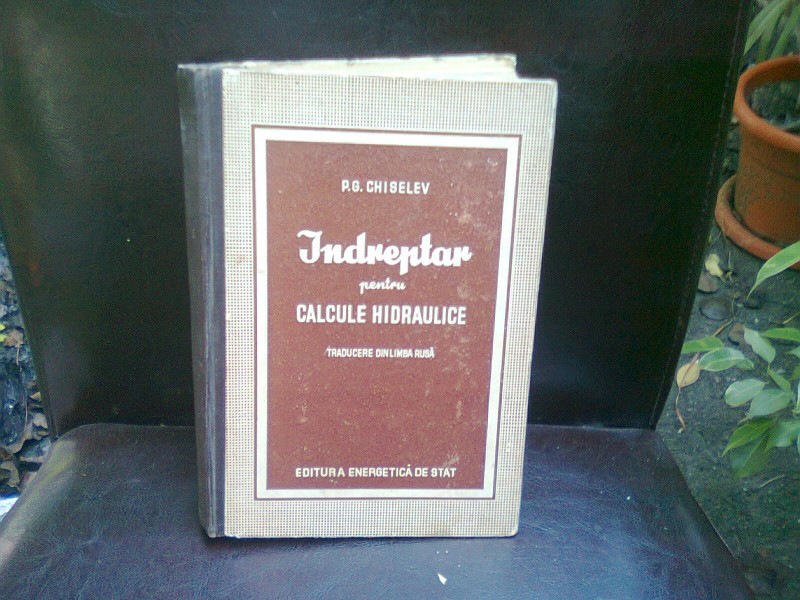 P.G. CHISELEV
Indreptar
pentru
CALCULE HIDRAULICE
TRADUCERE DIN LIMBA RUSĂ
EDITURA ENERGETICĂ DE STAT